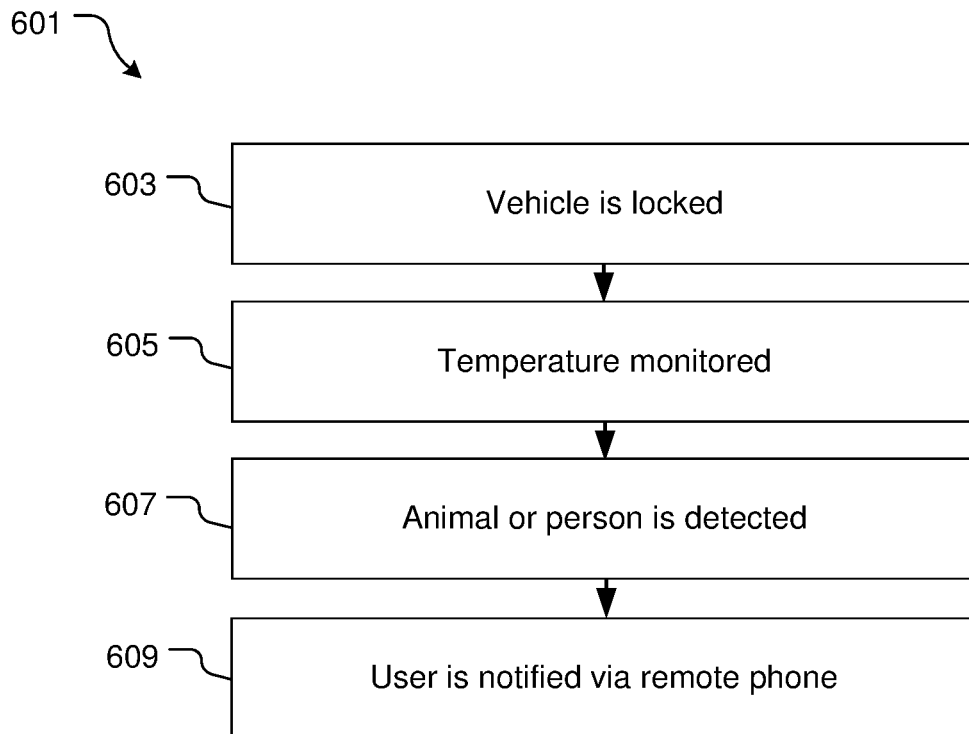 601
603
Vehicle is locked
605
Temperature monitored
607
Animal or person is detected
609
User is notified via remote phone